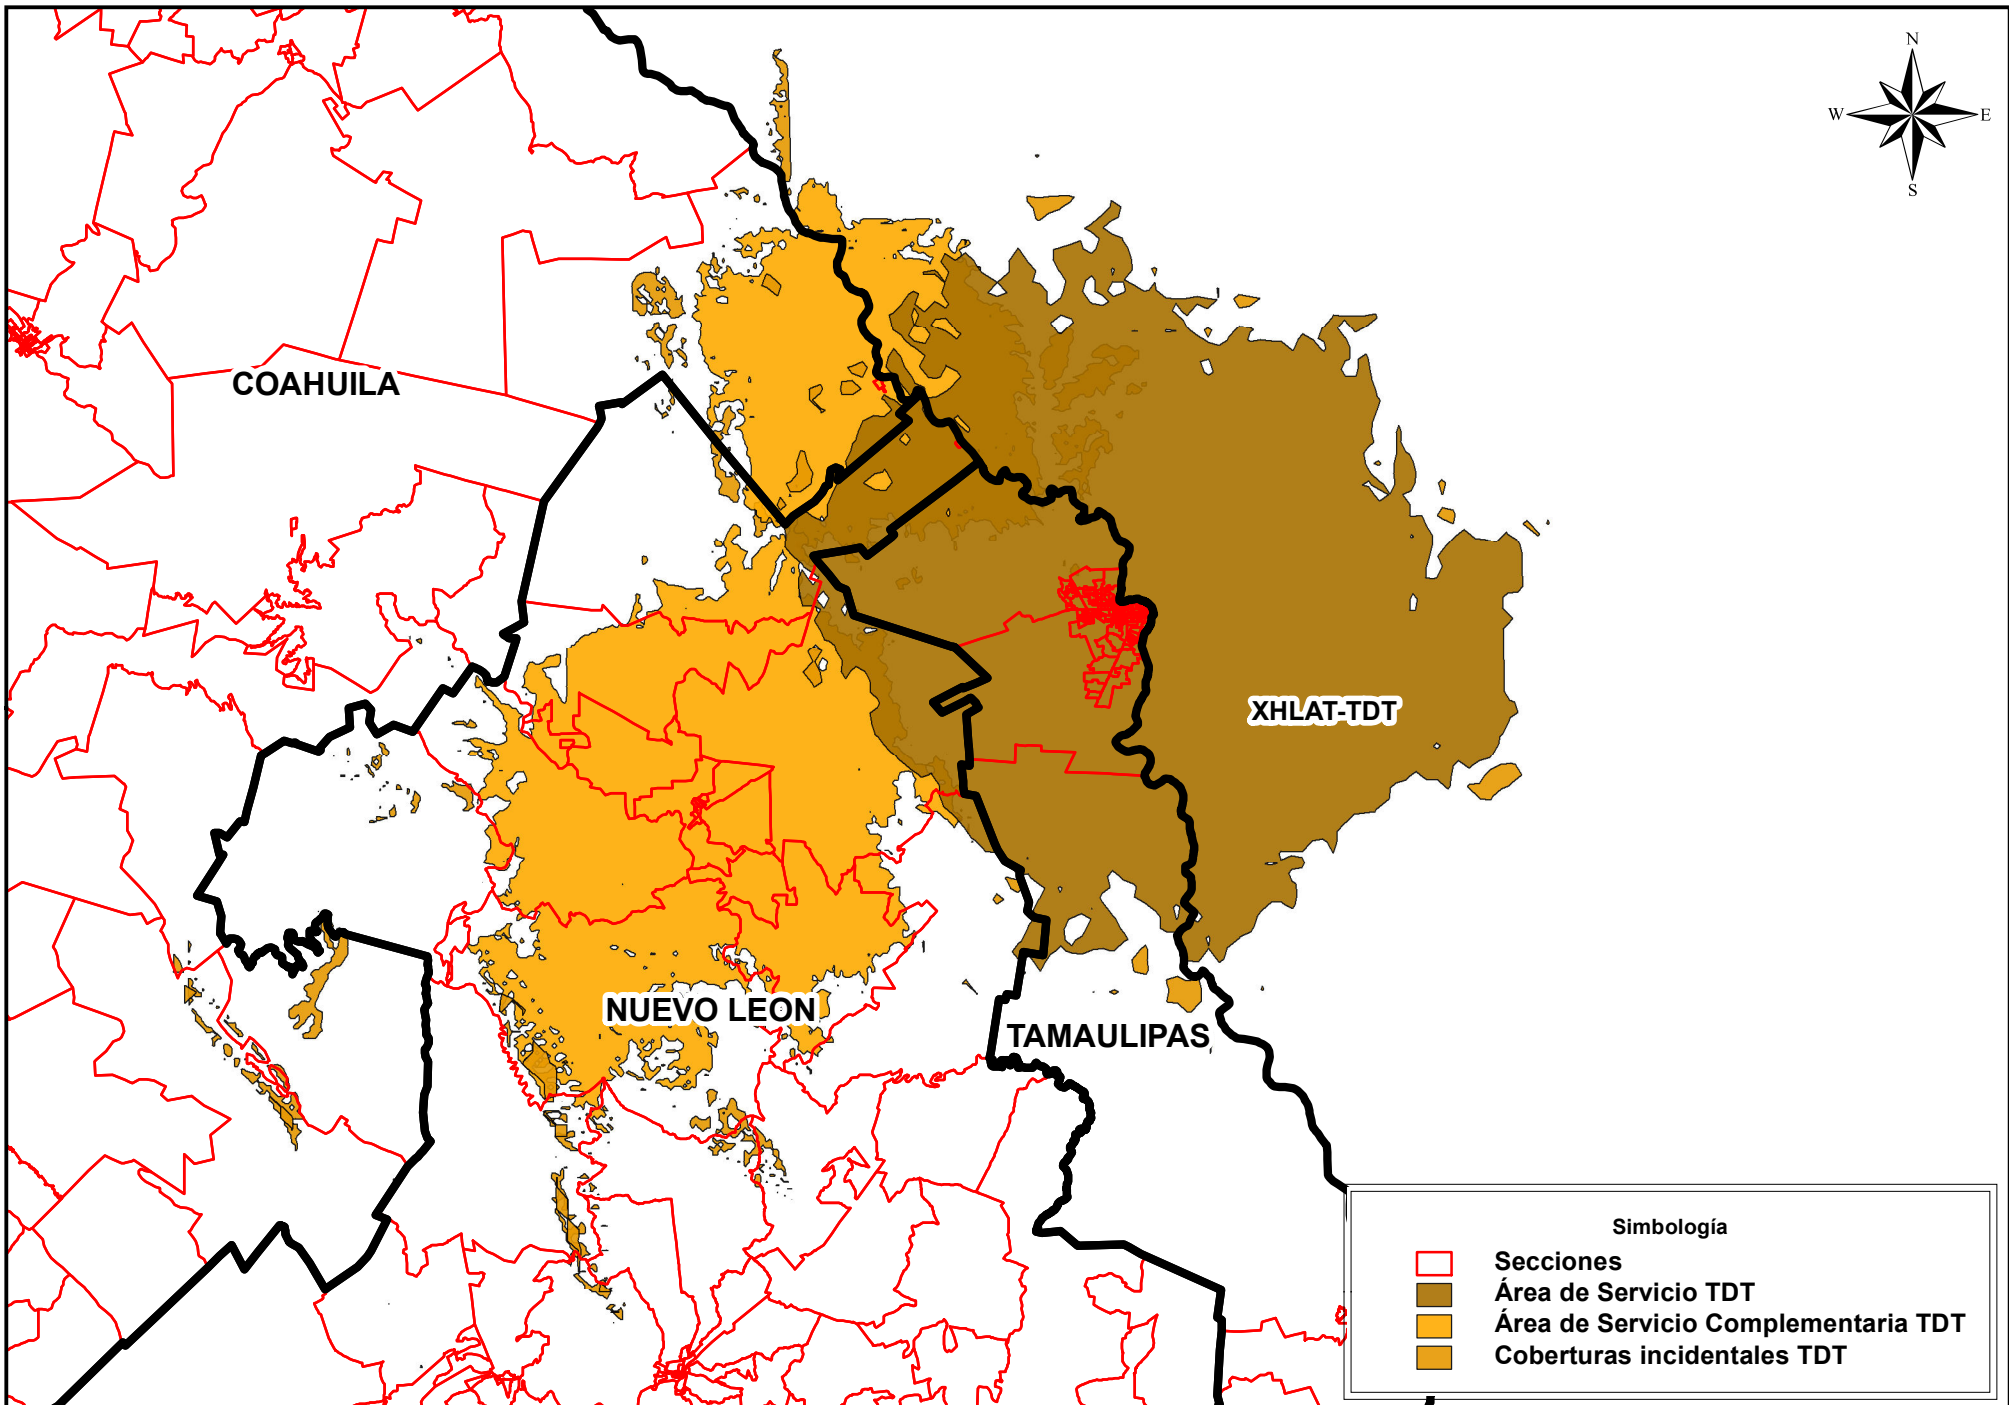 N
W E
S
COAHUILA
XHLAT-TDT
NUEVO LEON
TAMAULIPAS
Simbología
Secciones
Área de Servicio TDT
Área de Servicio Complementaria TDT
Coberturas incidentales TDT